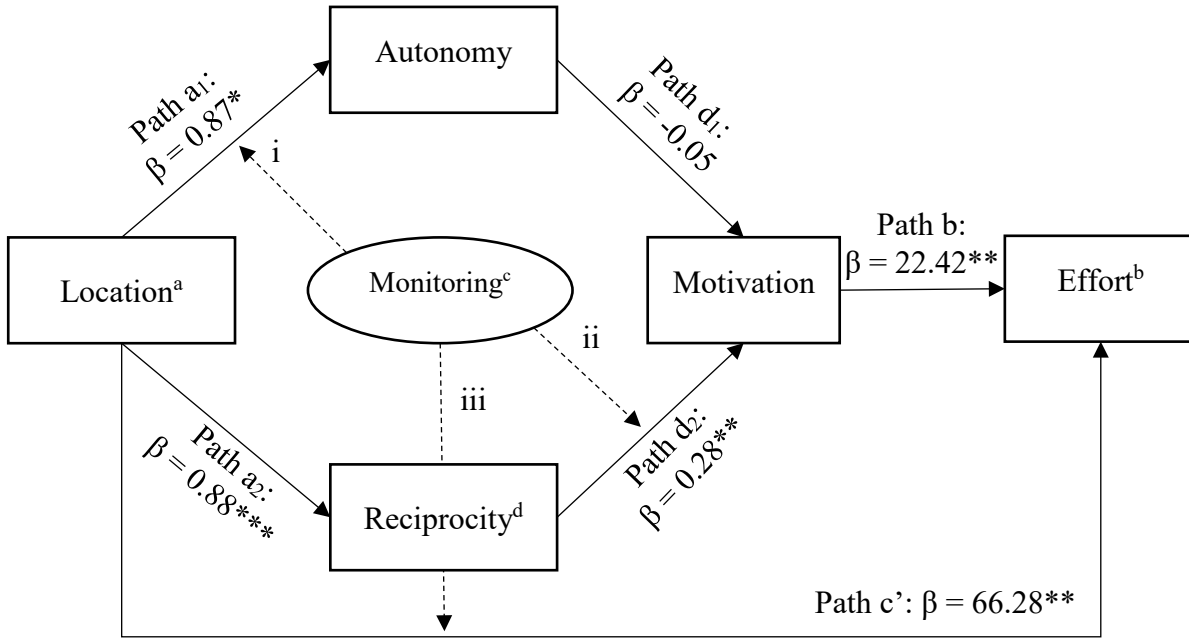 Autonomy
Path a₁:
β = 0.87*
Path d₁:
β = -0.05
i
Locationᵃ
Monitoringᶜ
Motivation
Path b:
β = 22.42**
Effortᵇ
ii
iii
Path a₂:
β = 0.88***
Reciprocityᵈ
Path d₂:
β = 0.28**
Path c’: β = 66.28**